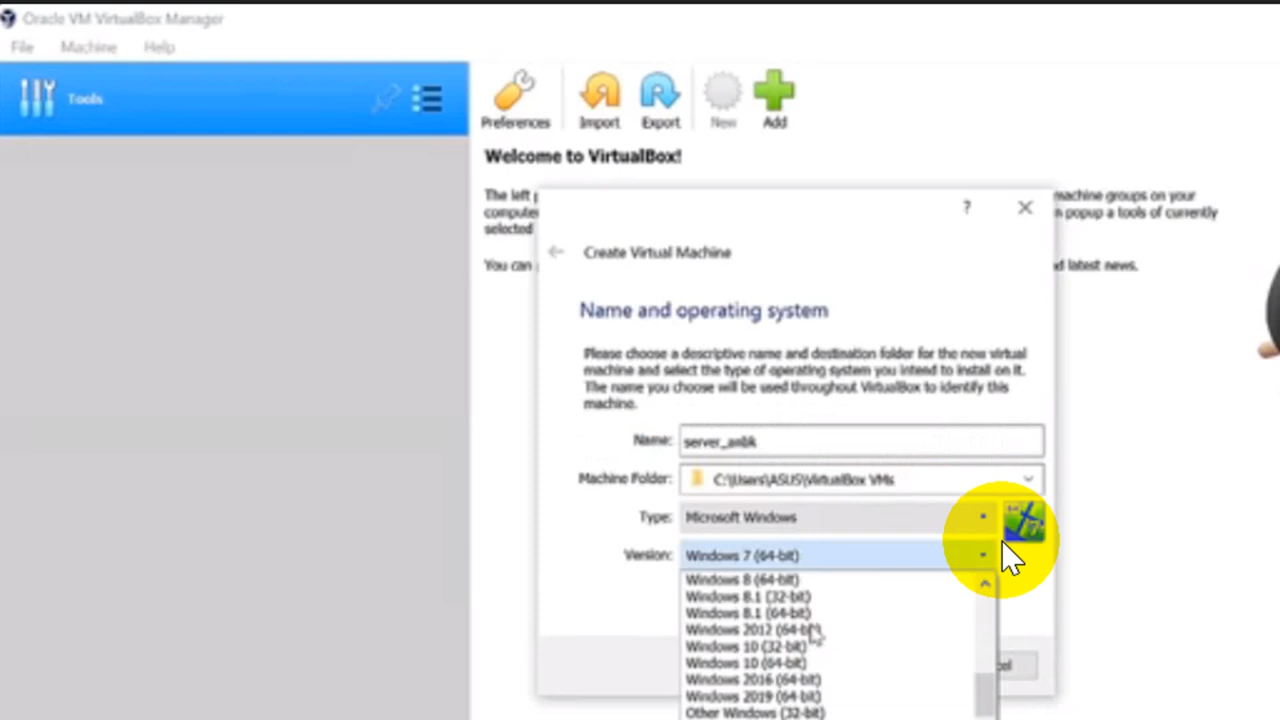 Oracle VM VirtualBox Manager
File Machine Help
Tools
Preferences Import Export New Add
Welcome to VirtualBox!
The left machine groups on your
computer n popup a tools of currently
selected
You can d latest news.
?
Create Virtual Machine
Name and operating system
Please choose a descriptive name and destination folder for the new virtual
machine and select the type of operating system you intend to install on it.
The name you choose will be used throughout VirtualBox to identify this
machine.
Name: server_anbk
Machine Folder: C:\Users\ASUS\VirtualBox VMs
Type: Microsoft Windows
Version: Windows 7 (64-bit)
Windows 8 (64-bit)
Windows 8.1 (32-bit)
Windows 8.1 (64-bit)
Windows 2012 (64-bit)
Windows 10 (32-bit)
Windows 10 (64-bit)
Windows 2016 (64-bit)
Windows 2019 (64-bit)
Other Windows (32-bit)